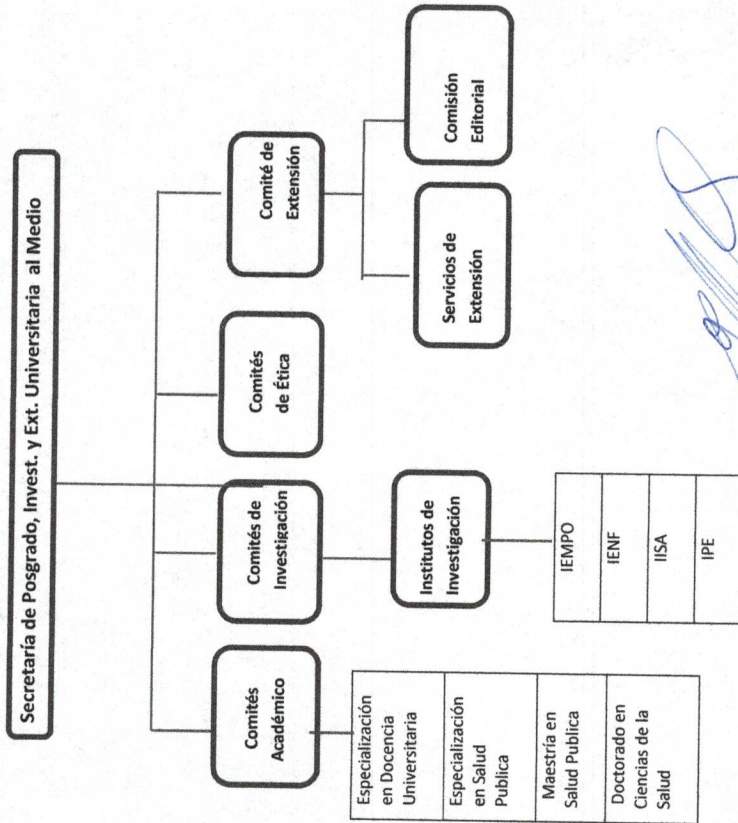 Secretaría de Posgrado, Invest. y Ext. Universitaria al Medio
Comités
Académico
Comités de
Investigación
Comités
de Ética
Comité de
Extensión
Especialización
en Docencia
Universitaria
Especialización
en Salud
Publica
Maestría en
Salud Publica
Doctorado en
Ciencias de la
Salud
Institutos de
Investigación
IEMPO
IENF
IISA
IPE
Servicios de
Extensión
Comisión
Editorial